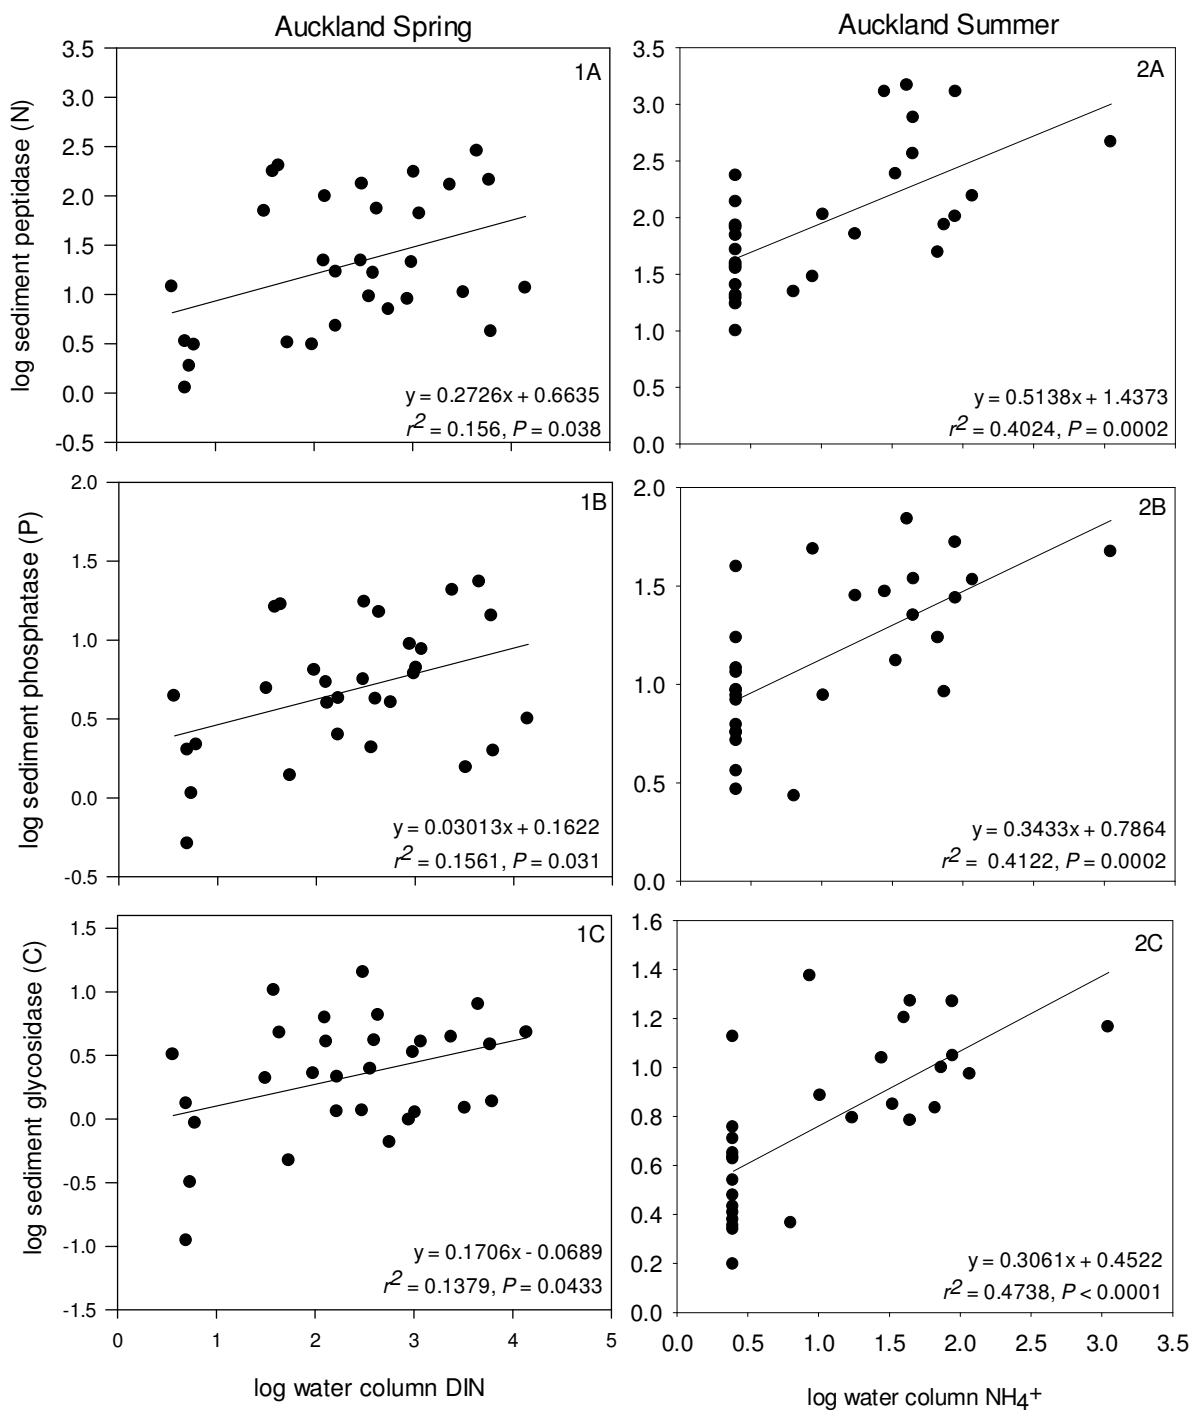 Auckland Spring
Auckland Summer
3.5
3.0
2.5
2.0
1.5
1.0
0.5
0.0
-0.5
log sediment peptidase (N)
1A
y = 0.2726x + 0.6635
r² = 0.156, P = 0.038
3.5
3.0
2.5
2.0
1.5
1.0
0.5
0.0
2A
y = 0.5138x + 1.4373
r² = 0.4024, P = 0.0002
2.0
1.5
1.0
0.5
0.0
-0.5
log sediment phosphatase (P)
1B
y = 0.03013x + 0.1622
r² = 0.1561, P = 0.031
2.0
1.5
1.0
0.5
0.0
2B
y = 0.3433x + 0.7864
r² = 0.4122, P = 0.0002
1.5
1.0
0.5
0.0
-0.5
-1.0
-1.5
log sediment glycosidase (C)
1C
y = 0.1706x - 0.0689
r² = 0.1379, P = 0.0433
0 1 2 3 4 5
log water column DIN
1.6
1.4
1.2
1.0
0.8
0.6
0.4
0.2
0.0
2C
y = 0.3061x + 0.4522
r² = 0.4738, P < 0.0001
0.0 0.5 1.0 1.5 2.0 2.5 3.0 3.5
log water column NH4+